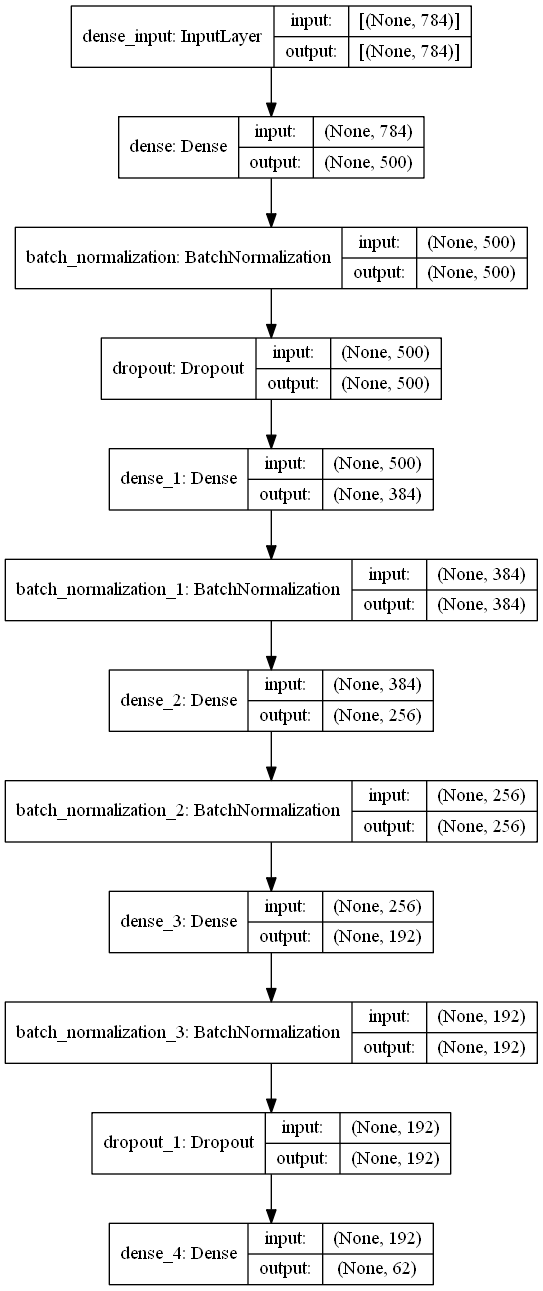 dense_input: InputLayer
input: [(None, 784)]
output: [(None, 784)]
dense: Dense
input: (None, 784)
output: (None, 500)
batch_normalization: BatchNormalization
input: (None, 500)
output: (None, 500)
dropout: Dropout
input: (None, 500)
output: (None, 500)
dense_1: Dense
input: (None, 500)
output: (None, 384)
batch_normalization_1: BatchNormalization
input: (None, 384)
output: (None, 384)
dense_2: Dense
input: (None, 384)
output: (None, 256)
batch_normalization_2: BatchNormalization
input: (None, 256)
output: (None, 256)
dense_3: Dense
input: (None, 256)
output: (None, 192)
batch_normalization_3: BatchNormalization
input: (None, 192)
output: (None, 192)
dropout_1: Dropout
input: (None, 192)
output: (None, 192)
dense_4: Dense
input: (None, 192)
output: (None, 62)